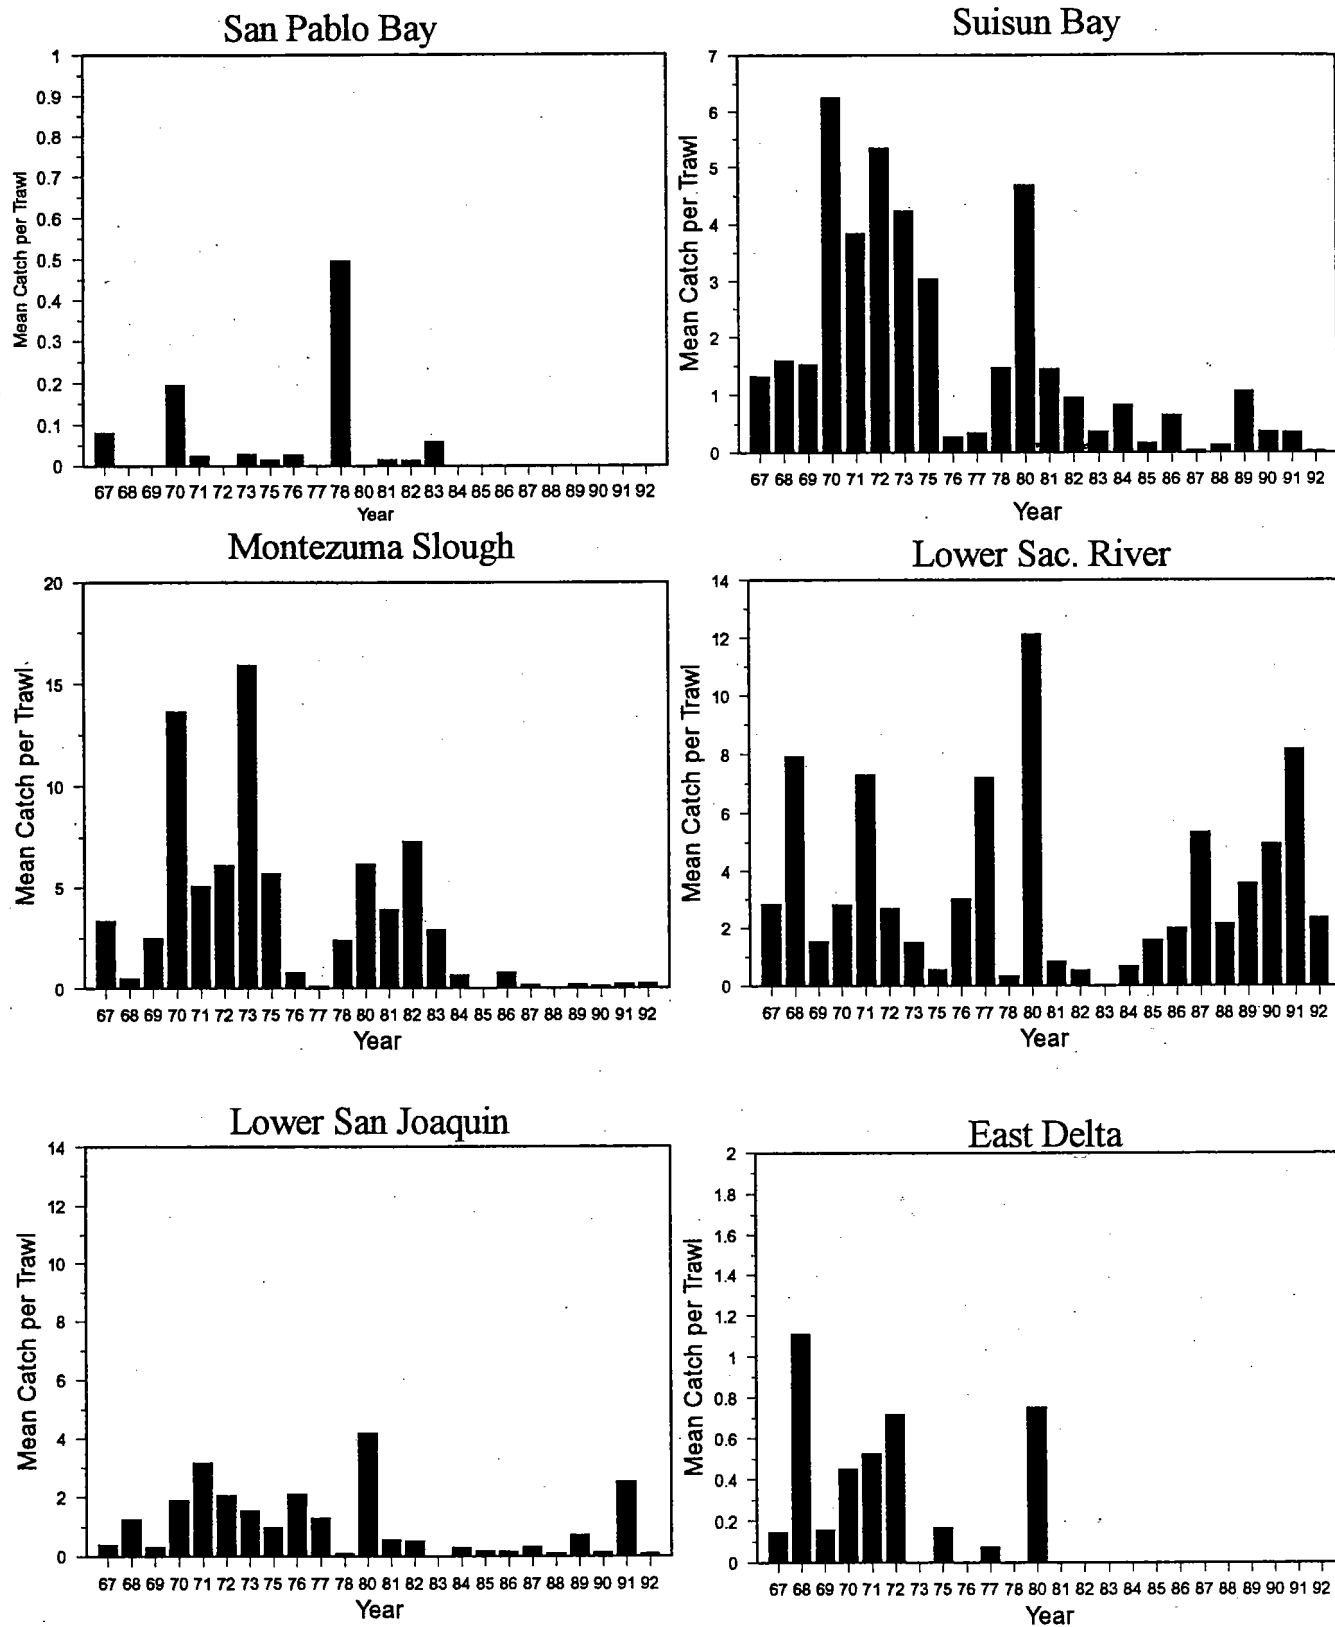 San Pablo Bay
Mean Catch per Trawl
1
0.9
0.8
0.7
0.6
0.5
0.4
0.3
0.2
0.1
0
67 68 69 70 71 72 73 75 76 77 78 80 81 82 83 84 85 86 87 88 89 90 91 92
Year
Suisun Bay
Mean Catch per Trawl
7
6
5
4
3
2
1
0
67 68 69 70 71 72 73 75 76 77 78 80 81 82 83 84 85 86 87 88 89 90 91 92
Year
Montezuma Slough
Mean Catch per Trawl
20
15
10
5
0
67 68 69 70 71 72 73 75 76 77 78 80 81 82 83 84 85 86 87 88 89 90 91 92
Year
Lower Sac. River
Mean Catch per Trawl
14
12
10
8
6
4
2
0
67 68 69 70 71 72 73 75 76 77 78 80 81 82 83 84 85 86 87 88 89 90 91 92
Year
Lower San Joaquin
Mean Catch per Trawl
14
12
10
8
6
4
2
0
67 68 69 70 71 72 73 75 76 77 78 80 81 82 83 84 85 86 87 88 89 90 91 92
Year
East Delta
Mean Catch per Trawl
2
1.8
1.6
1.4
1.2
1
0.8
0.6
0.4
0.2
0
67 68 69 70 71 72 73 75 76 77 78 80 81 82 83 84 85 86 87 88 89 90 91 92
Year